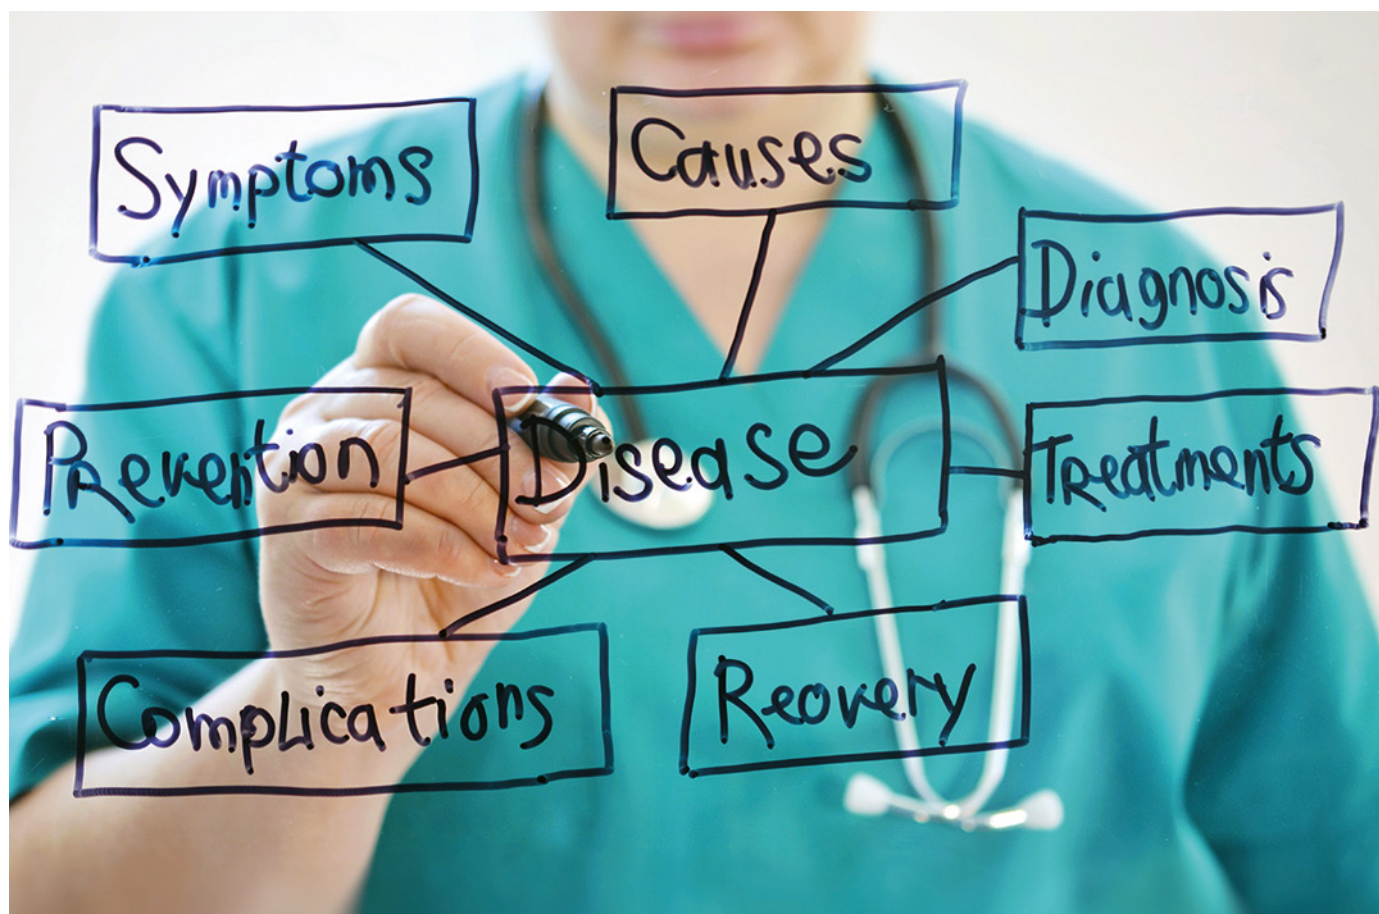 Symptoms
Causes
Diagnosis
Prevention
Disease
Treatments
Complications
Reovery